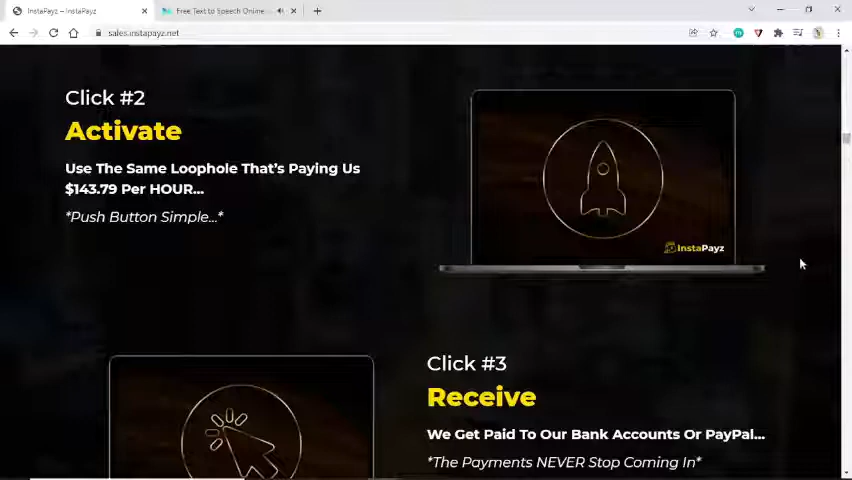 InstaPayz – InstaPayz
Free Text to Speech Online
sales.instapayz.net
Click #2
Activate
Use The Same Loophole That's Paying Us
$143.79 Per HOUR...
*Push Button Simple...*
InstaPayz
Click #3
Receive
We Get Paid To Our Bank Accounts Or PayPal...
*The Payments NEVER Stop Coming In*